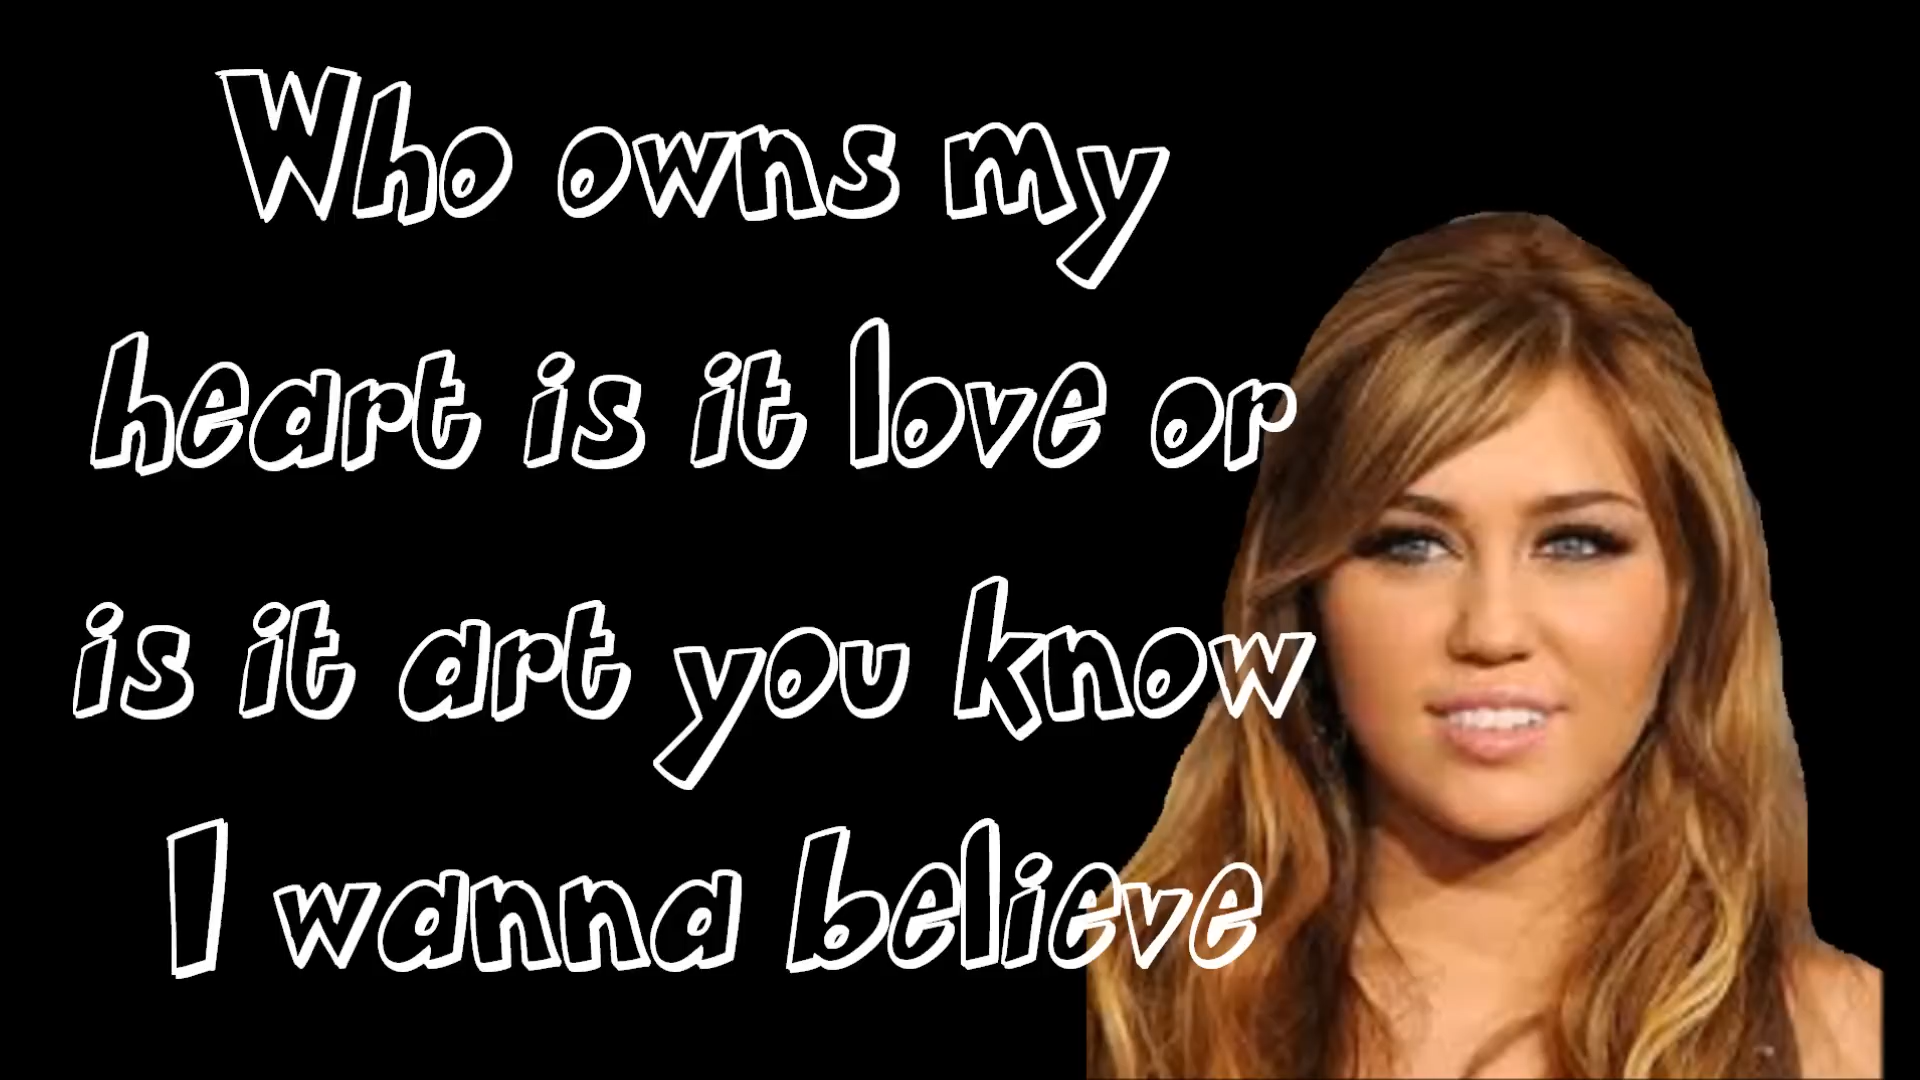 Who owns my
heart is it love or
is it art you know
I wanna believe